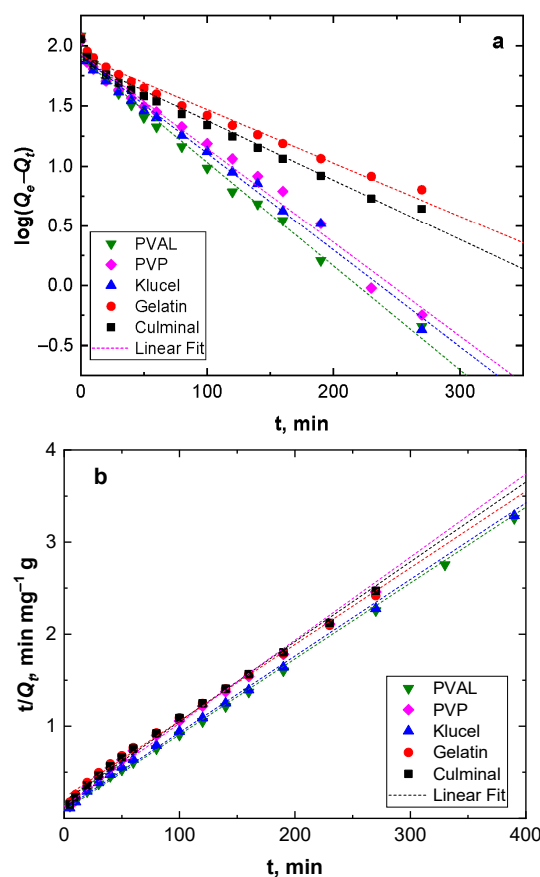 a
2.0
1.5
1.0
0.5
0.0
−0.5
log(Qe–Qt)
PVAL
PVP
Klucel
Gelatin
Culminal
Linear Fit
0 100 200 300
t, min
b
4
3
2
1
t/Qt, min mg⁻¹ g
PVAL
PVP
Klucel
Gelatin
Culminal
Linear Fit
0 100 200 300 400
t, min